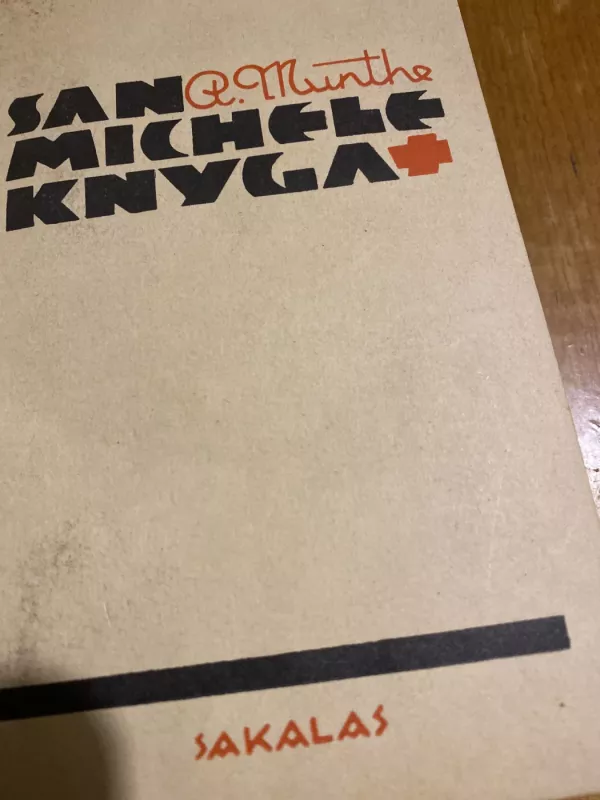 SAN A. Munthe
MICHELE
KNYGA
SAKALAS